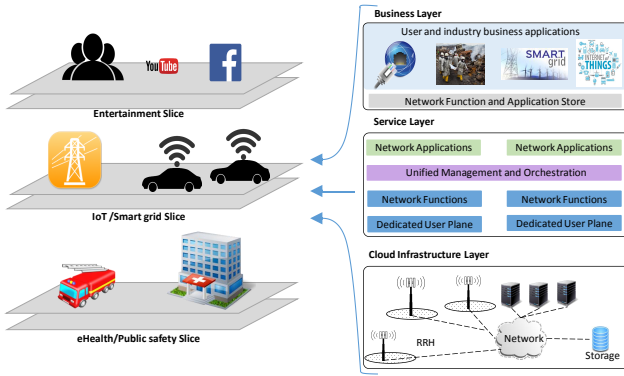 You Tube
f
Entertainment Slice
IoT /Smart grid Slice
eHealth/Public safety Slice
Business Layer
User and industry business applications
SMART
grid
INTERNET
THINGS
Network Function and Application Store
Service Layer
Network Applications
Network Applications
Unified Management and Orchestration
Network Functions
Network Functions
Dedicated User Plane
Dedicated User Plane
Cloud Infrastructure Layer
RRH
Network
Storage